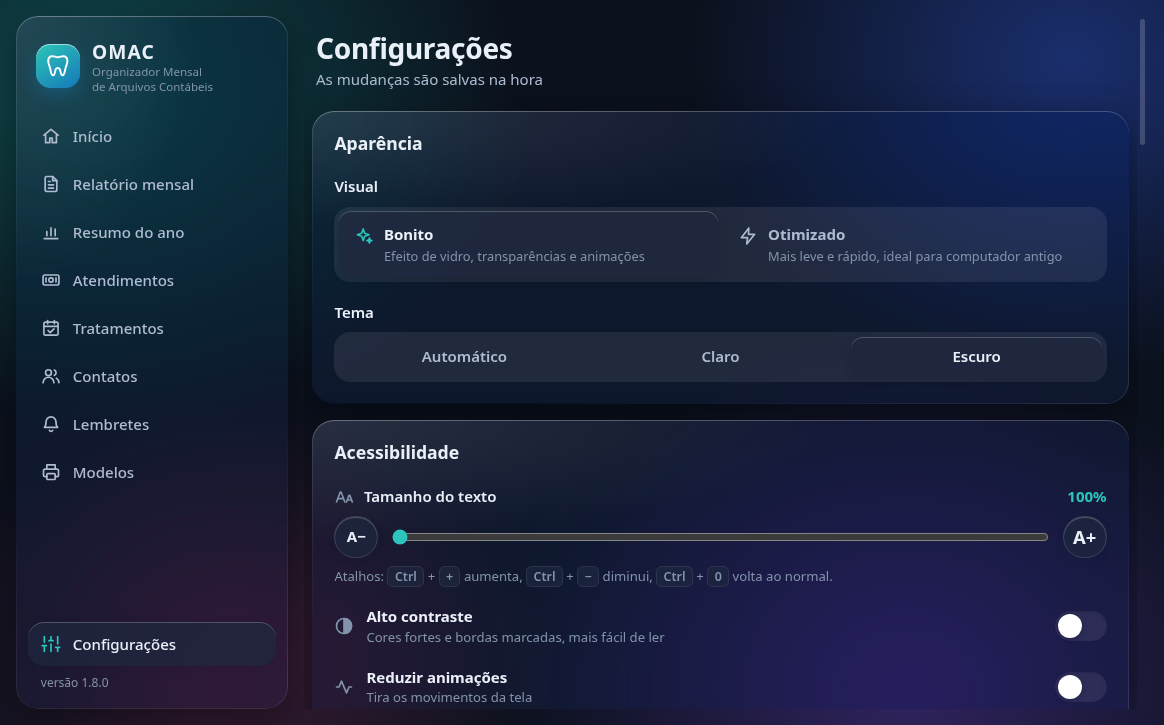 OMAC
Organizador Mensal
de Arquivos Contábeis
Início
Relatório mensal
Resumo do ano
Atendimentos
Tratamentos
Contatos
Lembretes
Modelos
Configurações
versão 1.8.0
Configurações
As mudanças são salvas na hora
Aparência
Visual
Bonito
Efeito de vidro, transparências e animações
Otimizado
Mais leve e rápido, ideal para computador antigo
Tema
Automático Claro Escuro
Acessibilidade
Tamanho do texto 100%
A− A+
Atalhos: Ctrl + + aumenta, Ctrl + − diminui, Ctrl + 0 volta ao normal.
Alto contraste
Cores fortes e bordas marcadas, mais fácil de ler
Reduzir animações
Tira os movimentos da tela